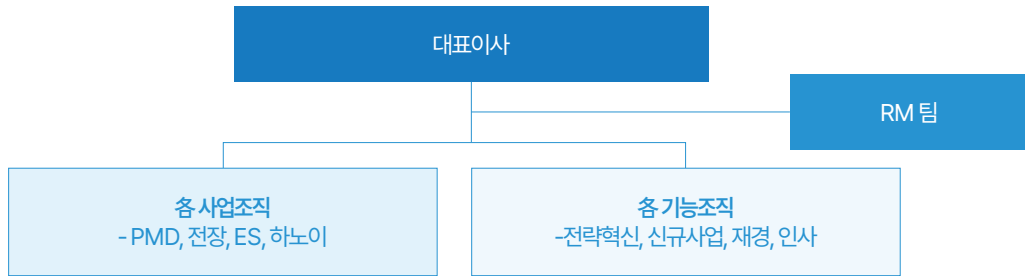 대표이사
RM 팀
各 사업조직
- PMD, 전장, ES, 하노이
各 기능조직
-전략혁신, 신규사업, 재경, 인사